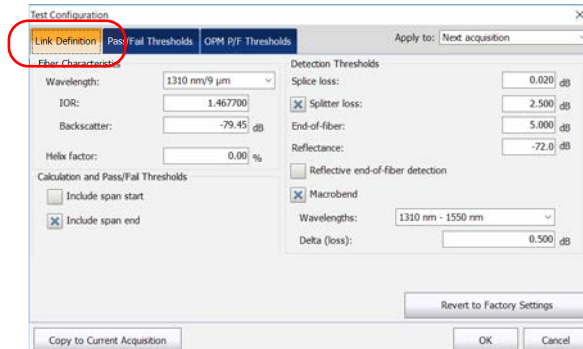 Test Configuration
Link Definition Pass/Fail Thresholds OPM P/F Thresholds Apply to: Next acquisition
Fiber Characteristics
Wavelength: 1310 nm/9 µm
IOR: 1.467700
Backscatter: -79.45 dB
Helix factor: 0.00 %
Calculation and Pass/Fail Thresholds
Include span start
Include span end
Detection Thresholds
Splice loss: 0.020 dB
Splitter loss: 2.500 dB
End-of-fiber: 5.000 dB
Reflectance: -72.0 dB
Reflective end-of-fiber detection
Macrobend
Wavelengths: 1310 nm - 1550 nm
Delta (loss): 0.500 dB
Revert to Factory Settings
Copy to Current Acquisition OK Cancel